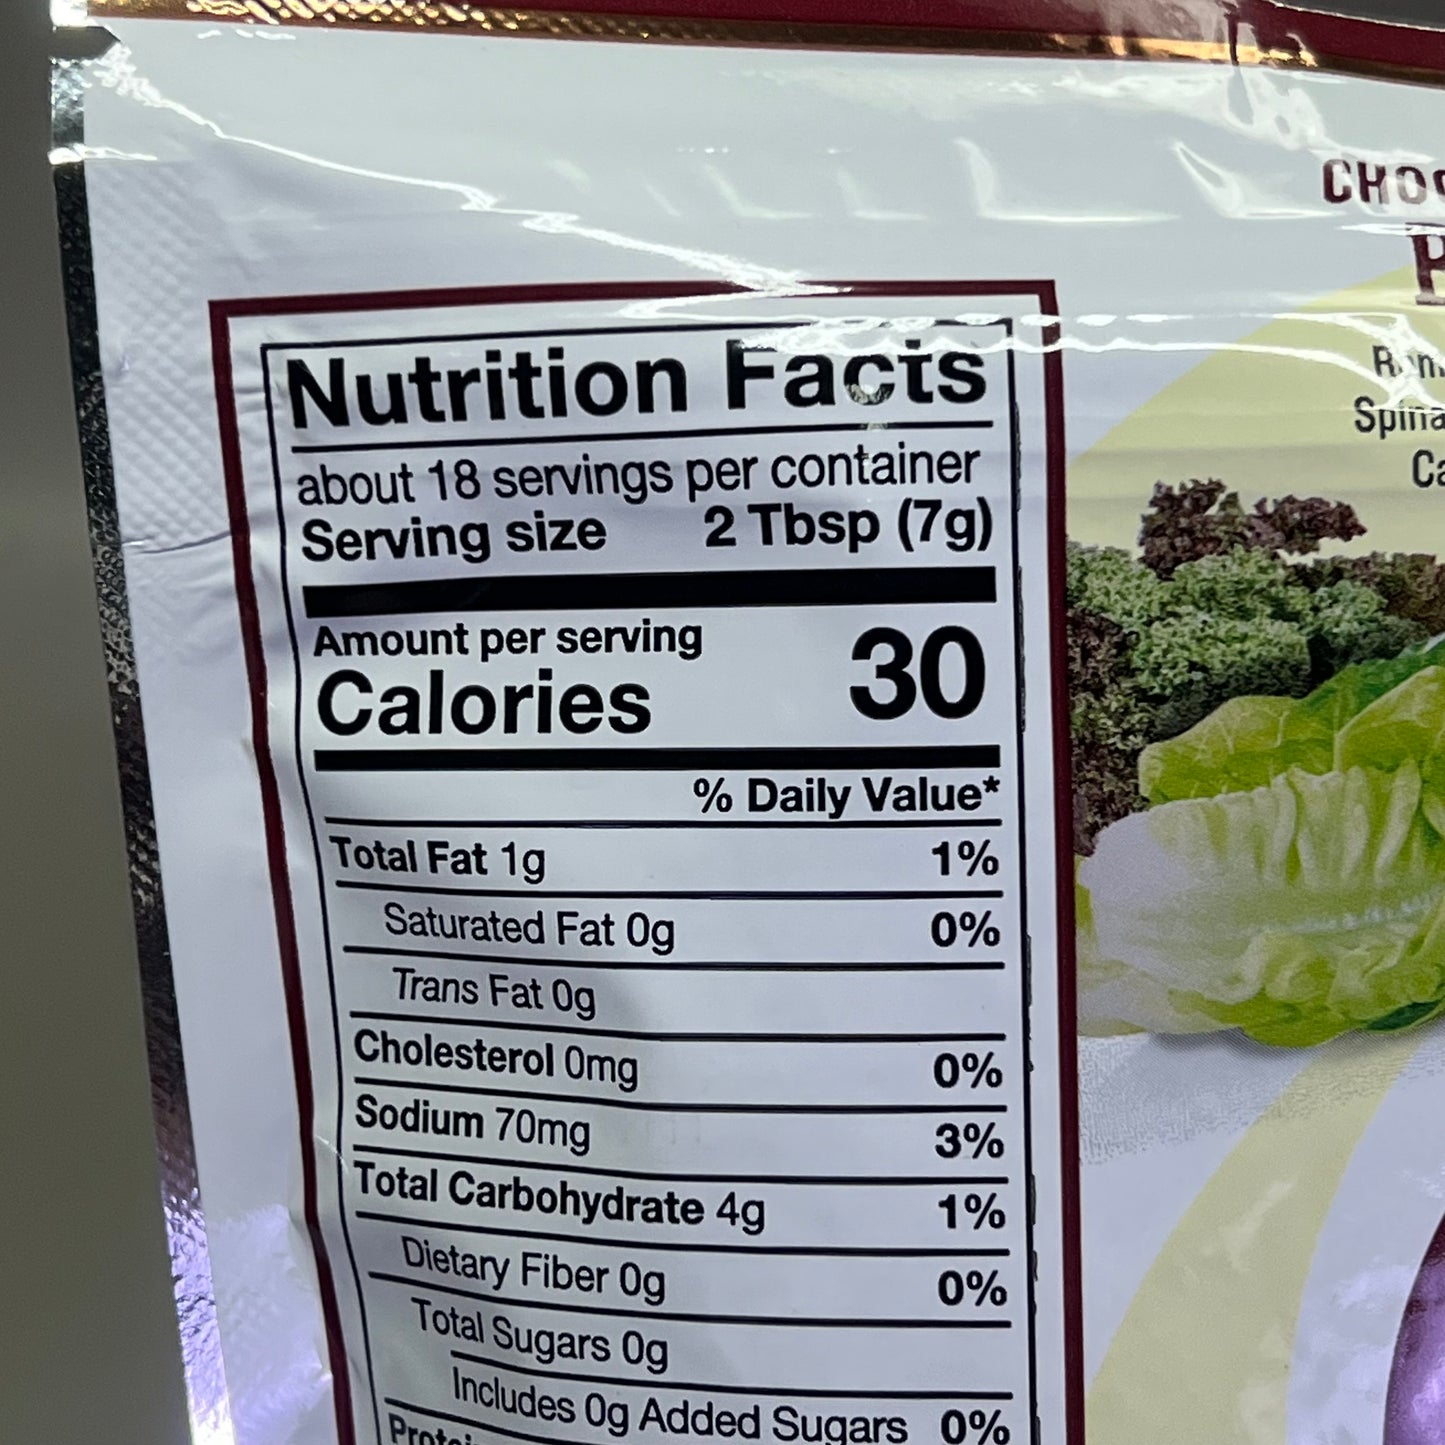 Nutrition Facts
about 18 servings per container
Serving size 2 Tbsp (7g)
Amount per serving
Calories 30
% Daily Value*
Total Fat 1g 1%
Saturated Fat 0g 0%
Trans Fat 0g
Cholesterol 0mg 0%
Sodium 70mg 3%
Total Carbohydrate 4g 1%
Dietary Fiber 0g 0%
Total Sugars 0g
Includes 0g Added Sugars 0%